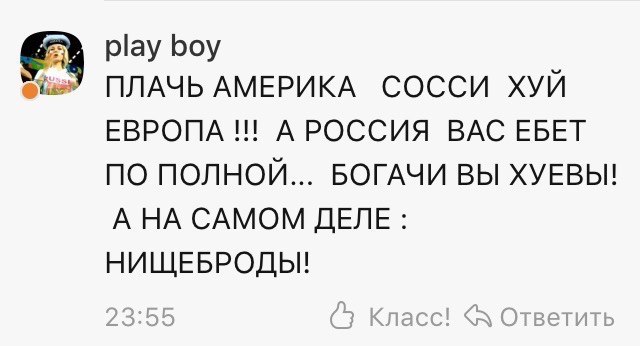 play boy
ПЛАЧЬ АМЕРИКА СОССИ ХУЙ
ЕВРОПА !!! А РОССИЯ ВАС ЕБЕТ
ПО ПОЛНОЙ... БОГАЧИ ВЫ ХУЕВЫ!
А НА САМОМ ДЕЛЕ :
НИЩЕБРОДЫ!
23:55 Класс! Ответить